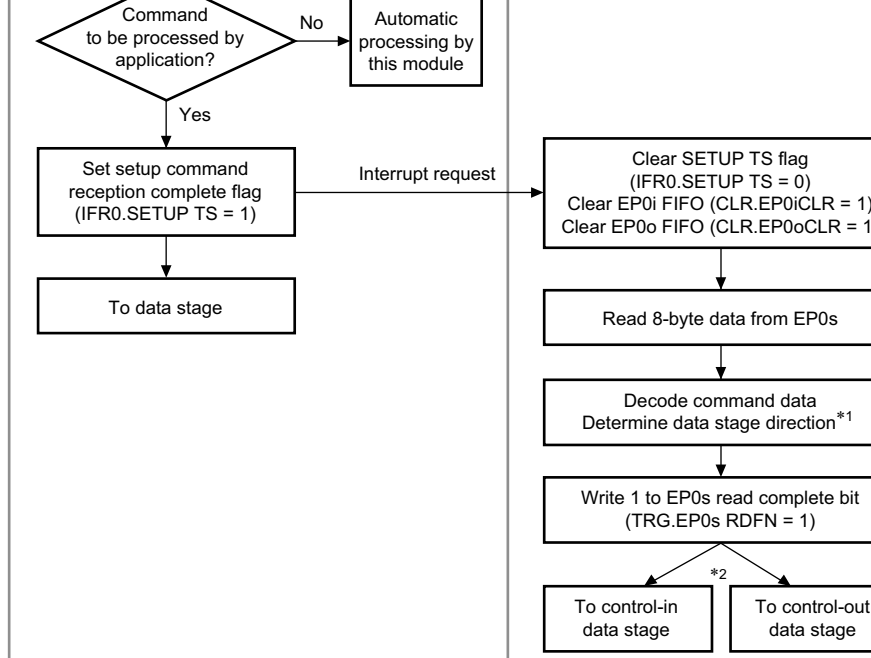 Command
to be processed by
application?
No
Automatic
processing by
this module
Yes
Set setup command
reception complete flag
(IFR0.SETUP TS = 1)
Interrupt request
To data stage
Clear SETUP TS flag
(IFR0.SETUP TS = 0)
Clear EP0i FIFO (CLR.EP0iCLR = 1)
Clear EP0o FIFO (CLR.EP0oCLR = 1
Read 8-byte data from EP0s
Decode command data
Determine data stage direction*1
Write 1 to EP0s read complete bit
(TRG.EP0s RDFN = 1)
*2
To control-in
data stage
To control-out
data stage